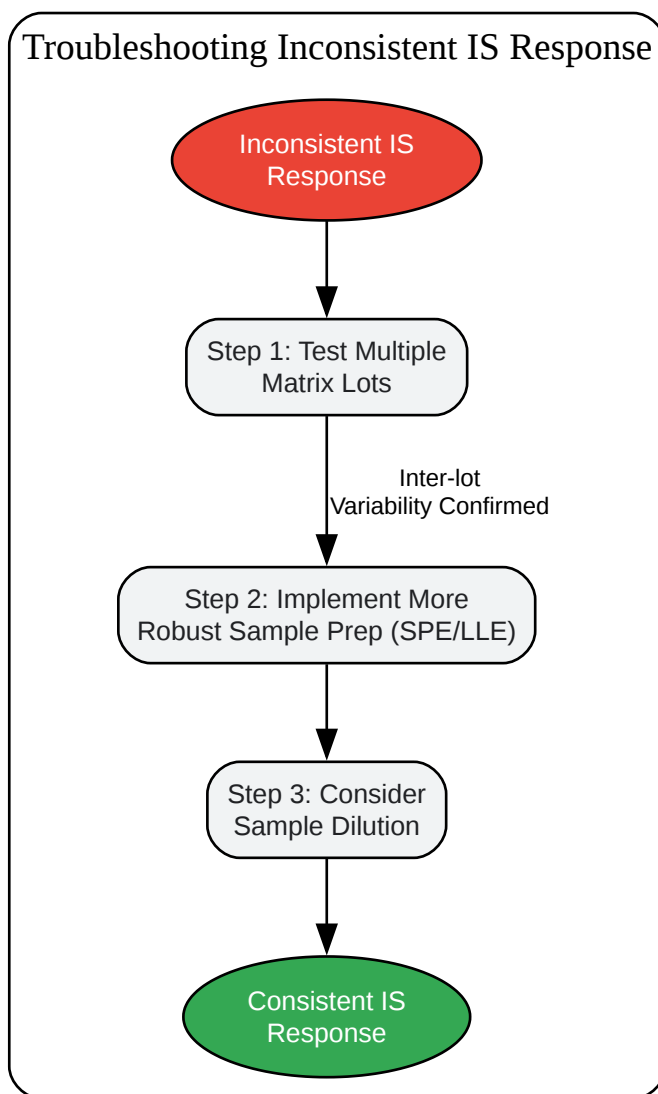 Troubleshooting Inconsistent IS Response
Inconsistent IS
Response
Step 1: Test Multiple
Matrix Lots
Inter-lot
Variability Confirmed
Step 2: Implement More
Robust Sample Prep (SPE/LLE)
Step 3: Consider
Sample Dilution
Consistent IS
Response